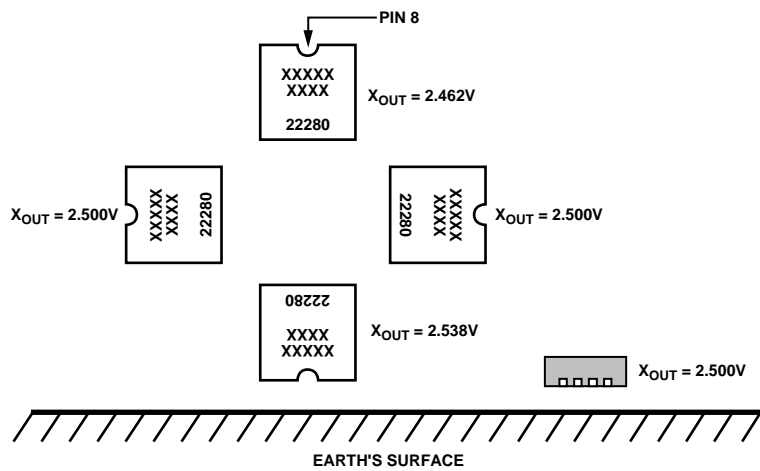 PIN 8
XXXXX
XXXX
22280
XOUT = 2.462V
XOUT = 2.500V
XXXXX
XXXX
22280
22280
XXXX
XXXXX
XOUT = 2.500V
22280
XXXX
XXXXX
XOUT = 2.538V
XOUT = 2.500V
EARTH'S SURFACE